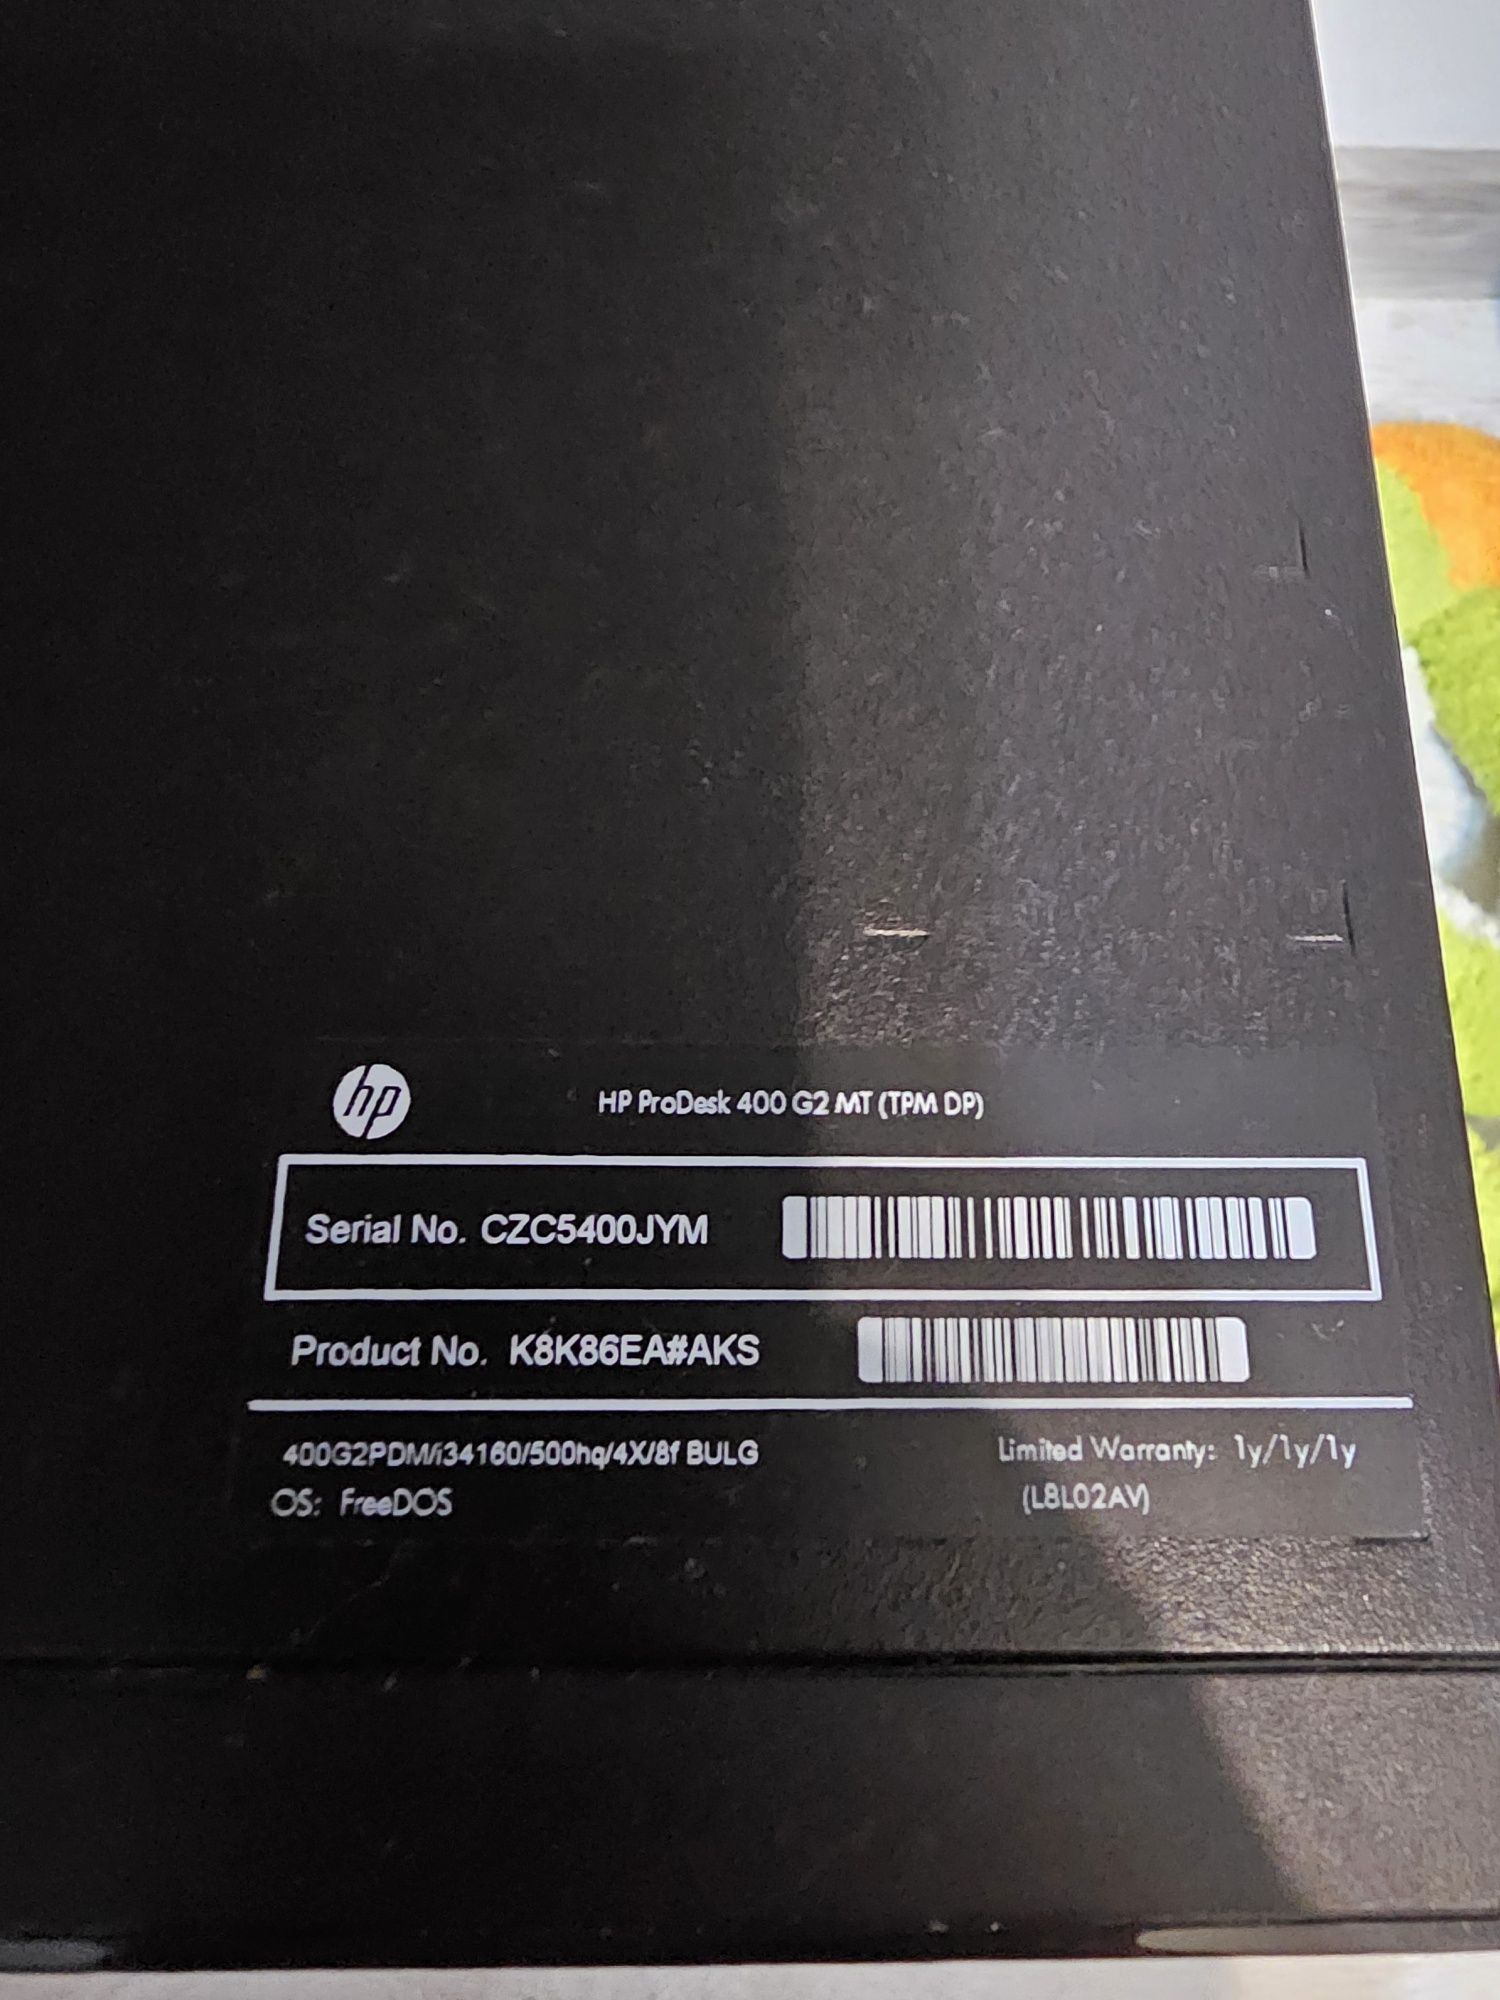 hp
HP ProDesk 400 G2 MT (TPM DP)
Serial No. CZC5400JYM
Product No. K8K86EA#AKS
400G2PDM/i34160/500hq/4X/8f BULG
Limited Warranty: 1y/1y/1y
OS: FreeDOS
(L8L02AV)